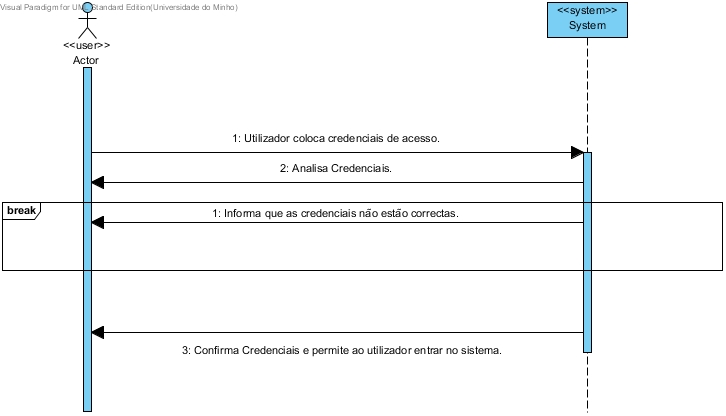 Visual Paradigm for UML Standard Edition(Universidade do Minho)
<<system>>
System
<<user>>
Actor
1: Utilizador coloca credenciais de acesso.
2: Analisa Credenciais.
break
1: Informa que as credenciais não estão correctas.
3: Confirma Credenciais e permite ao utilizador entrar no sistema.